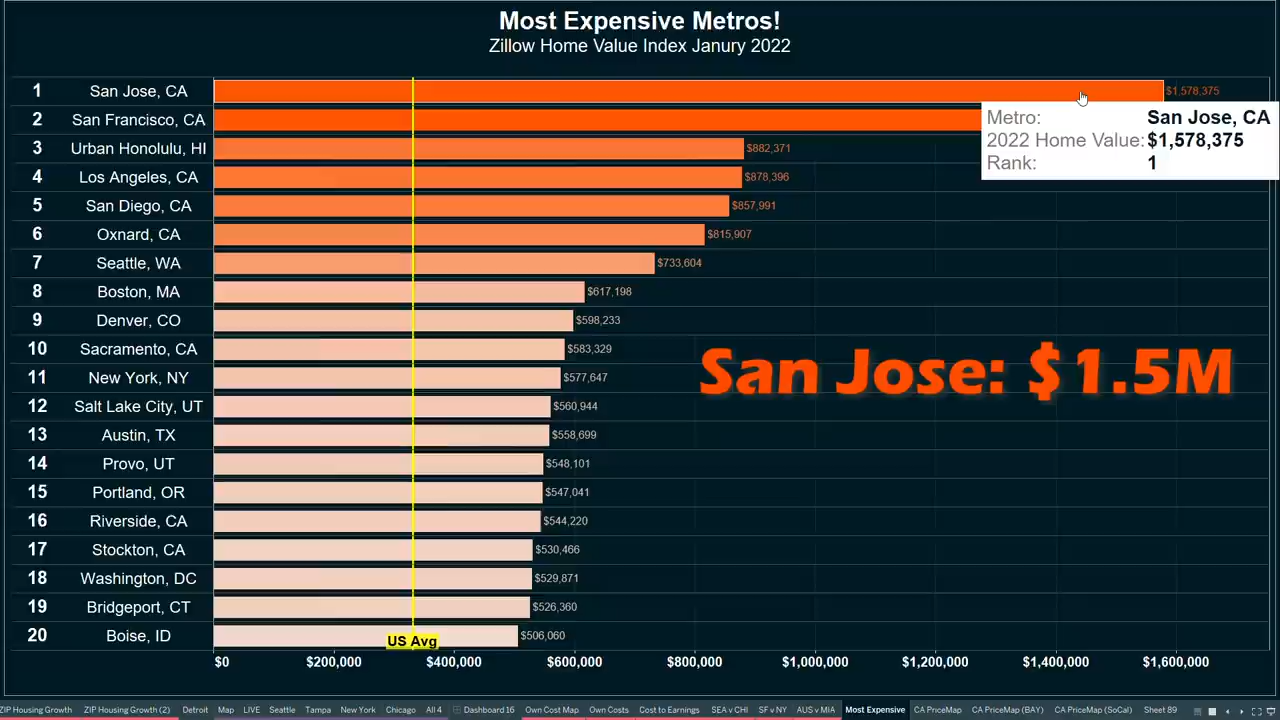 Most Expensive Metros!
Zillow Home Value Index Janury 2022
1 San Jose, CA $1,578,375
2 San Francisco, CA
Metro: San Jose, CA
2022 Home Value: $1,578,375
Rank: 1
3 Urban Honolulu, HI $882,371
4 Los Angeles, CA $878,396
5 San Diego, CA $857,991
6 Oxnard, CA $815,907
7 Seattle, WA $733,604
8 Boston, MA $617,198
9 Denver, CO $598,233
10 Sacramento, CA $583,329
San Jose: $1.5M
11 New York, NY $577,647
12 Salt Lake City, UT $560,944
13 Austin, TX $558,699
14 Provo, UT $548,101
15 Portland, OR $547,041
16 Riverside, CA $544,220
17 Stockton, CA $530,466
18 Washington, DC $529,871
19 Bridgeport, CT $526,360
20 Boise, ID $506,060
US Avg
$0 $200,000 $400,000 $600,000 $800,000 $1,000,000 $1,200,000 $1,400,000 $1,600,000
ZIP Housing Growth ZIP Housing Growth (2) Detroit Map LIVE Seattle Tampa New York Chicago All 4 Dashboard 16 Own Cost Map Own Costs Cost to Earnings SEA v CHI SF v NY AUS v MIA Most Expensive CA PriceMap CA PriceMap (BAY) CA PriceMap (SoCal) Sheet 89